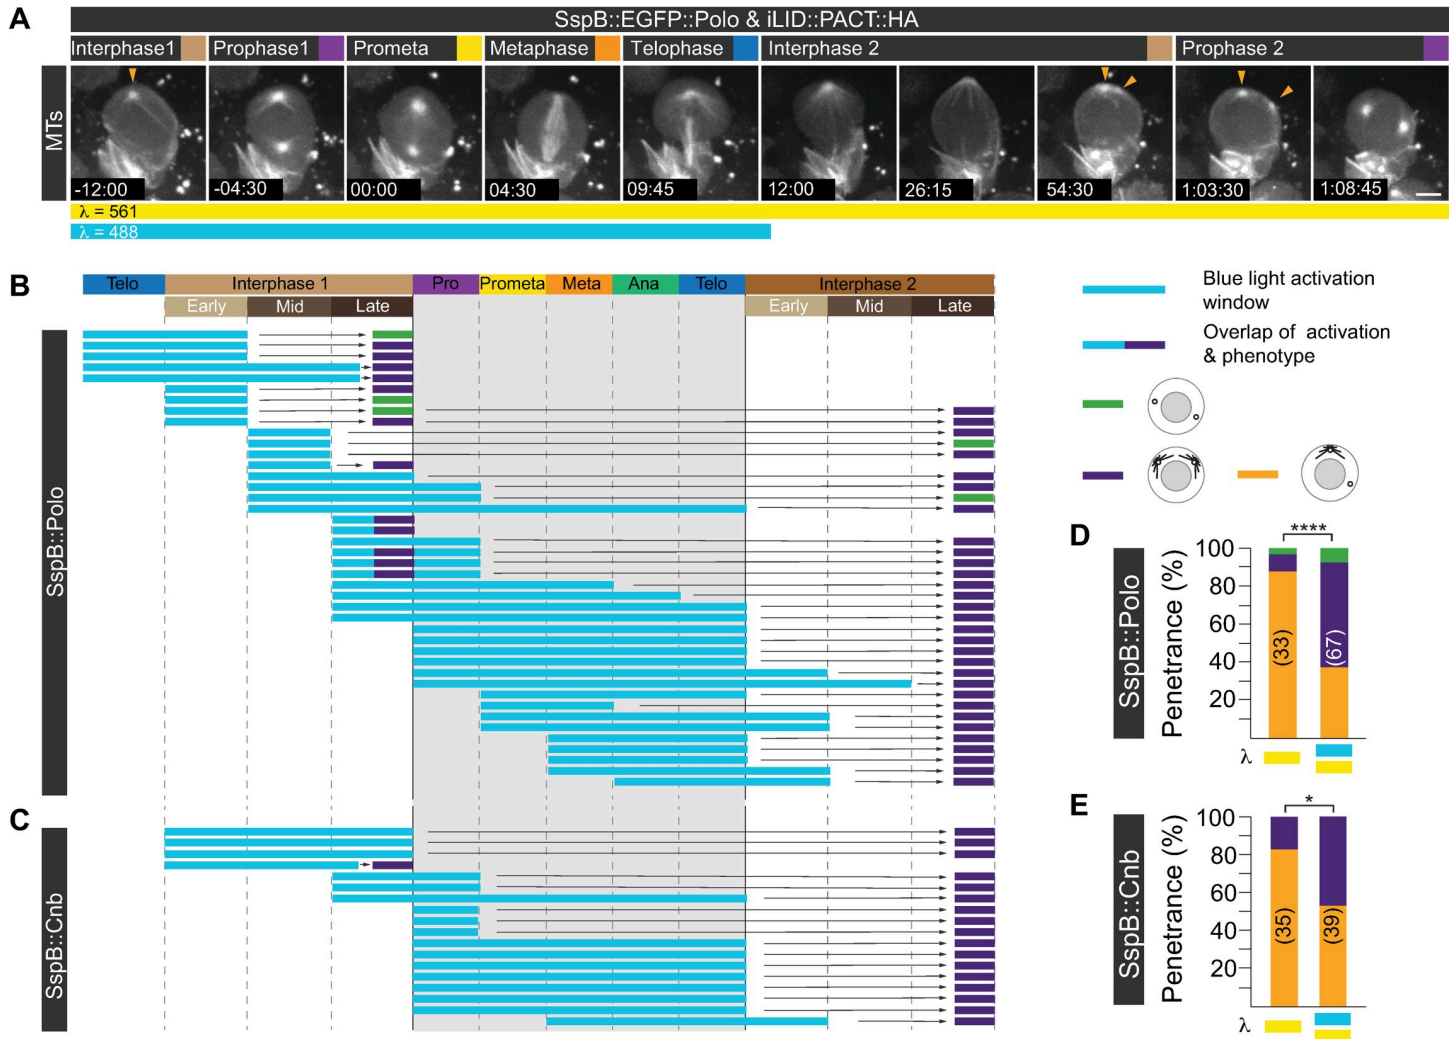 A
SspB::EGFP::Polo & iLID::PACT::HA
Interphase1 Prophase1 Prometa Metaphase Telophase Interphase 2 Prophase 2
MTs
-12:00 -04:30 00:00 04:30 09:45 12:00 26:15 54:30 1:03:30 1:08:45
λ = 561
λ = 488
B
Telo Interphase 1 Pro Prometa Meta Ana Telo Interphase 2
Early Mid Late Early Mid Late
SspB::Polo
Blue light activation
window
Overlap of activation
& phenotype
C
SspB::Cnb
D
SspB::Polo
Penetrance (%)
****
100
80
60
40
20
(33) (67)
λ
E
SspB::Cnb
Penetrance (%)
*
100
80
60
40
20
(35) (39)
λ